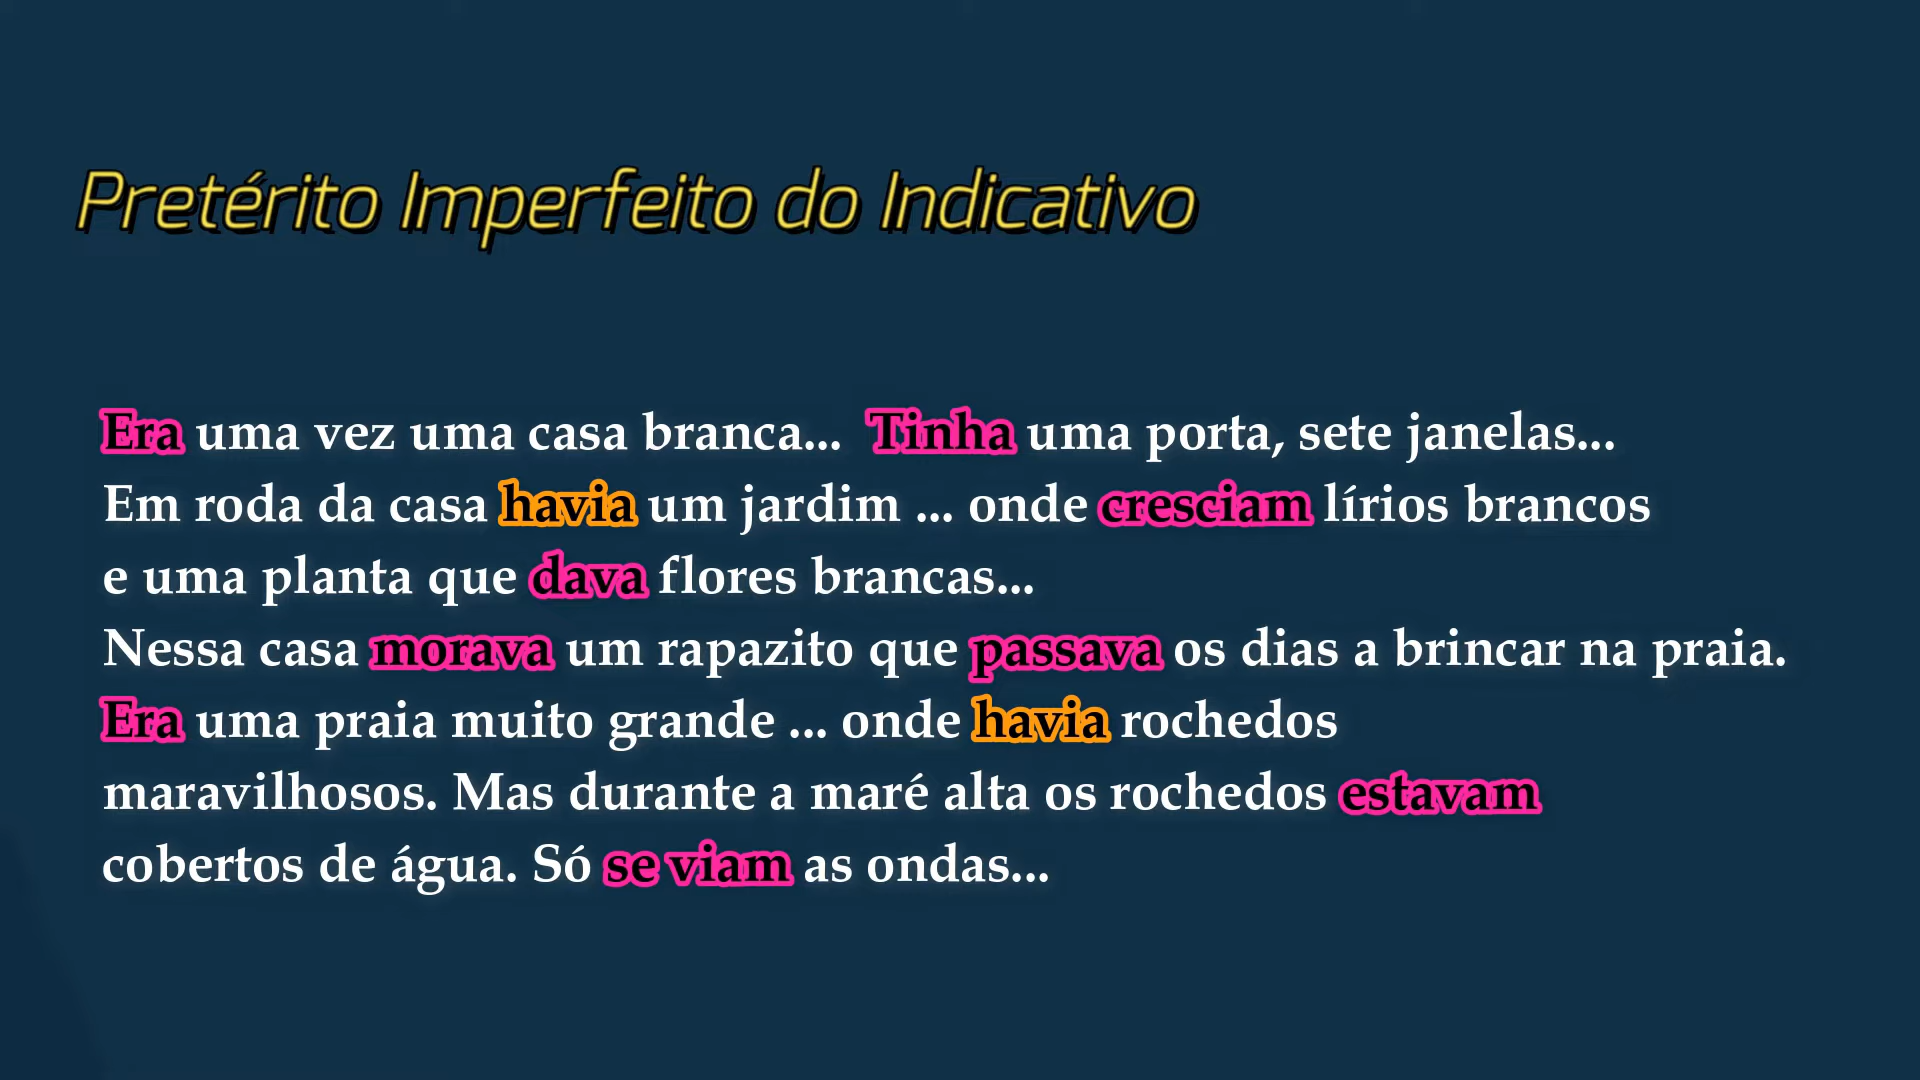 Pretérito Imperfeito do Indicativo
Era uma vez uma casa branca... Tinha uma porta, sete janelas...
Em roda da casa havia um jardim ... onde cresciam lírios brancos
e uma planta que dava flores brancas...
Nessa casa morava um rapazito que passava os dias a brincar na praia.
Era uma praia muito grande ... onde havia rochedos
maravilhosos. Mas durante a maré alta os rochedos estavam
cobertos de água. Só se viam as ondas...